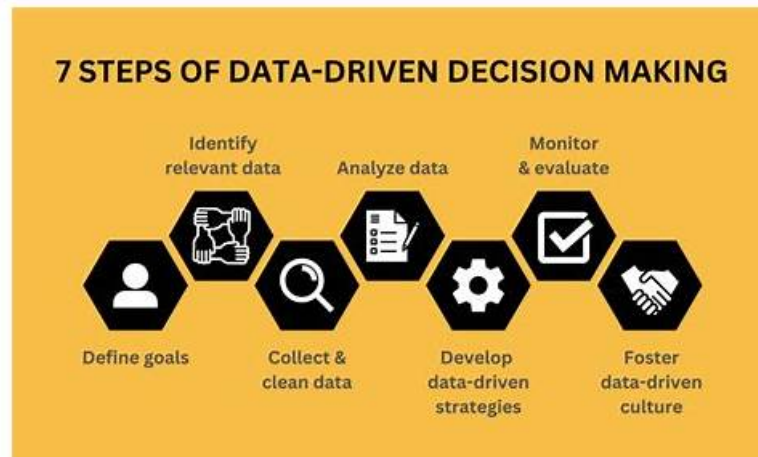 7 STEPS OF DATA-DRIVEN DECISION MAKING
Define goals
Identify
relevant data
Collect &
clean data
Analyze data
Develop
data-driven
strategies
Monitor
& evaluate
Foster
data-driven
culture